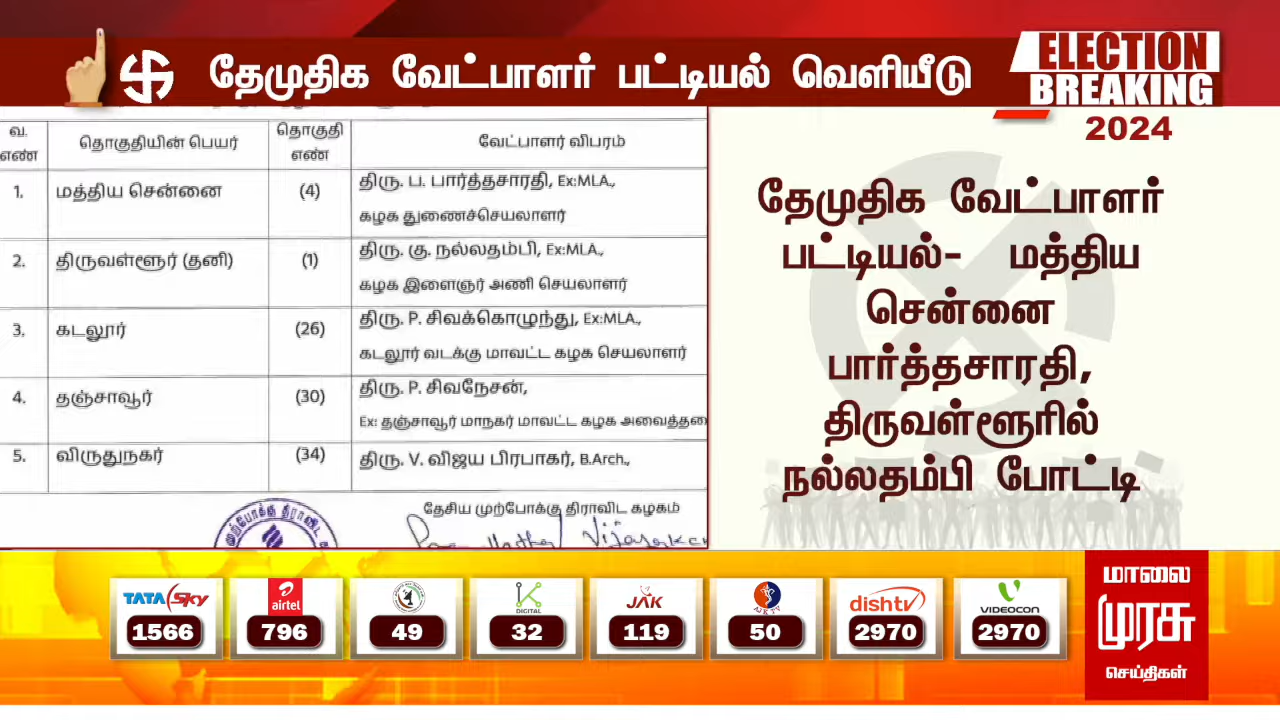 தேமுதிக வேட்பாளர் பட்டியல் வெளியீடு
ELECTION
BREAKING
2024
வ. எண் தொகுதியின் பெயர் தொகுதி எண் வேட்பாளர் விபரம்
1. மத்திய சென்னை (4) திரு. ப. பார்த்தசாரதி, Ex:MLA.,
கழக துணைச்செயலாளர்
2. திருவள்ளூர் (தனி) (1) திரு. கு. நல்லதம்பி, Ex:MLA.,
கழக இளைஞர் அணி செயலாளர்
3. கடலூர் (26) திரு. P. சிவக்கொழுந்து, Ex:MLA.,
கடலூர் வடக்கு மாவட்ட கழக செயலாளர்
4. தஞ்சாவூர் (30) திரு. P. சிவநேசன்,
Ex: தஞ்சாவூர் மாநகர் மாவட்ட கழக
5. விருதுநகர் (34) திரு. V. விஜய பிரபாகர், B.Arch.,
தேசிய முற்போக்கு திராவிட கழகம்
முற்போக்கு திராவிட
தேமுதிக வேட்பாளர்
பட்டியல்- மத்திய
சென்னை
பார்த்தசாரதி,
திருவள்ளூரில்
நல்லதம்பி போட்டி
TATA Sky
1566
airtel
796
49
DIGITAL
32
JAK
119
AJK TV
50
dishtv
2970
VIDEOCON
2970
மாலை
முரசு
செய்திகள்